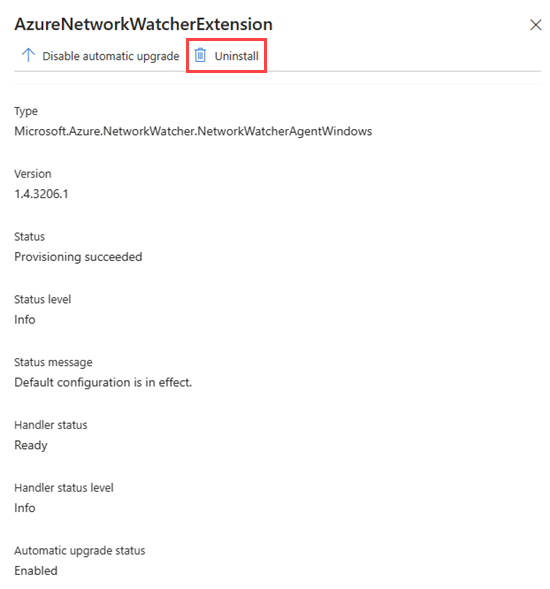 AzureNetworkWatcherExtension
Disable automatic upgrade Uninstall
Type
Microsoft.Azure.NetworkWatcher.NetworkWatcherAgentWindows
Version
1.4.3206.1
Status
Provisioning succeeded
Status level
Info
Status message
Default configuration is in effect.
Handler status
Ready
Handler status level
Info
Automatic upgrade status
Enabled